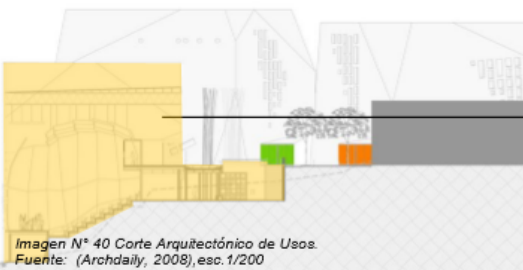 Imagen N° 40 Corte Arquitectónico de Usos.
Fuente: (Archdaily, 2008),esc.1/200